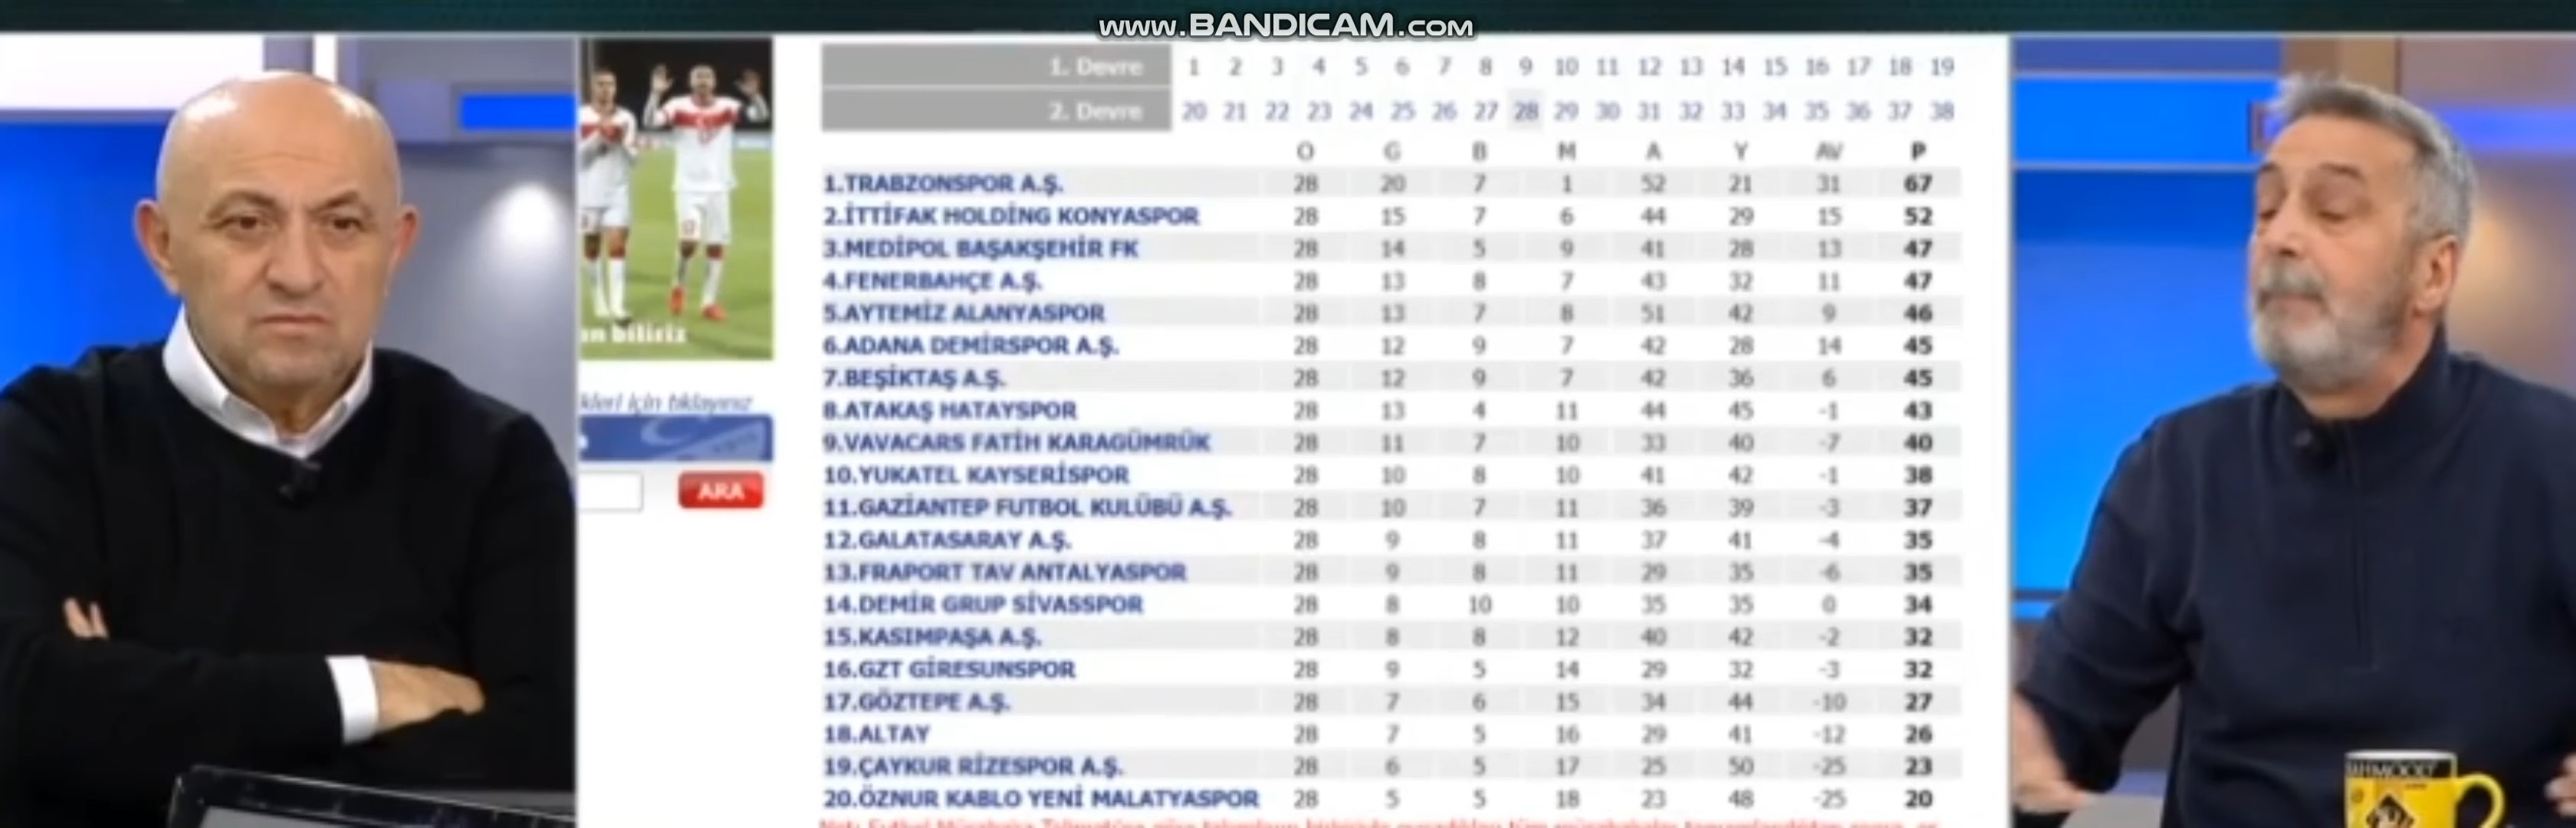 www.BANDICAM.com
1. Devre 1 2 3 4 5 6 7 8 9 10 11 12 13 14 15 16 17 18 19
2. Devre 20 21 22 23 24 25 26 27 28 29 30 31 32 33 34 35 36 37 38
O G B M A Y AV P
1.TRABZONSPOR A.Ş. 28 20 7 1 52 21 31 67
2.İTTİFAK HOLDİNG KONYASPOR 28 15 7 6 44 29 15 52
3.MEDİPOL BAŞAKŞEHİR FK 28 14 5 9 41 28 13 47
4.FENERBAHÇE A.Ş. 28 13 8 7 43 32 11 47
5.AYTEMİZ ALANYASPOR 28 13 7 8 51 42 9 46
6.ADANA DEMİRSPOR A.Ş. 28 12 9 7 42 28 14 45
7.BEŞİKTAŞ A.Ş. 28 12 9 7 42 36 6 45
8.ATAKAŞ HATAYSPOR 28 13 4 11 44 45 -1 43
9.VAVACARS FATİH KARAGÜMRÜK 28 11 7 10 33 40 -7 40
10.YUKATEL KAYSERİSPOR 28 10 8 10 41 42 -1 38
11.GAZİANTEP FUTBOL KULÜBÜ A.Ş. 28 10 7 11 36 39 -3 37
12.GALATASARAY A.Ş. 28 9 8 11 37 41 -4 35
13.FRAPORT TAV ANTALYASPOR 28 9 8 11 29 35 -6 35
14.DEMİR GRUP SİVASSPOR 28 8 10 10 35 35 0 34
15.KASIMPAŞA A.Ş. 28 8 8 12 40 42 -2 32
16.GZT GİRESUNSPOR 28 9 5 14 29 32 -3 32
17.GÖZTEPE A.Ş. 28 7 6 15 34 44 -10 27
18.ALTAY 28 7 5 16 29 41 -12 26
19.ÇAYKUR RİZESPOR A.Ş. 28 6 5 17 25 50 -25 23
20.ÖZNUR KABLO YENİ MALATYASPOR 28 5 5 18 23 48 -25 20
biliriz
için tıklayınız
ARA